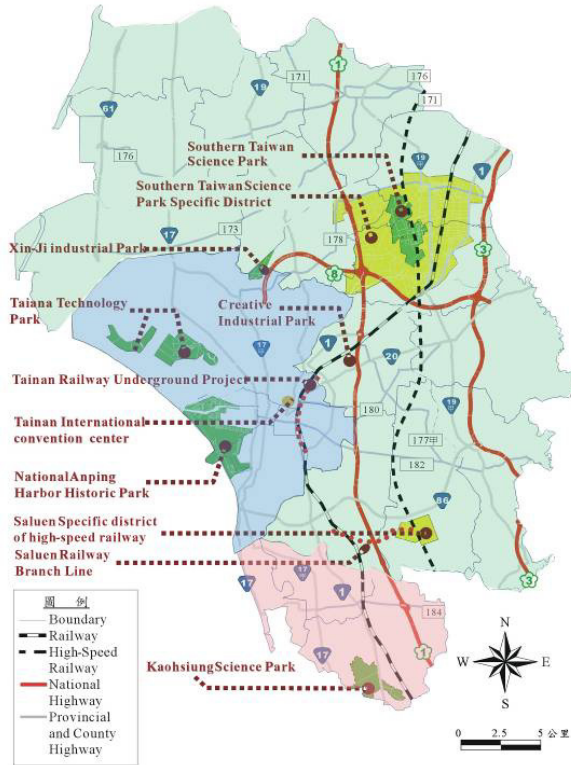 1
176
171
171
19
61
Southern Taiwan
Science Park
19
1
176
Southern Taiwan Science
Park Specific District
17
173
178
Xin-Ji industrial Park
3
8
Taiana Technology
Park
Creative
Industrial Park
17
1
20
Tainan Railway Underground Project
19
180
Tainan International
convention center
177甲
182
National Anping
Harbor Historic Park
86
Saluen Specific district
of high-speed railway
Saluen Railway
Branch Line
17
17
1
3
184
圖 例
Boundary
Railway
High-Speed
Railway
National
Highway
Provincial
and County
Highway
17
1
Kaohsiung Science Park
N
W
E
S
0
2.5
5 公里